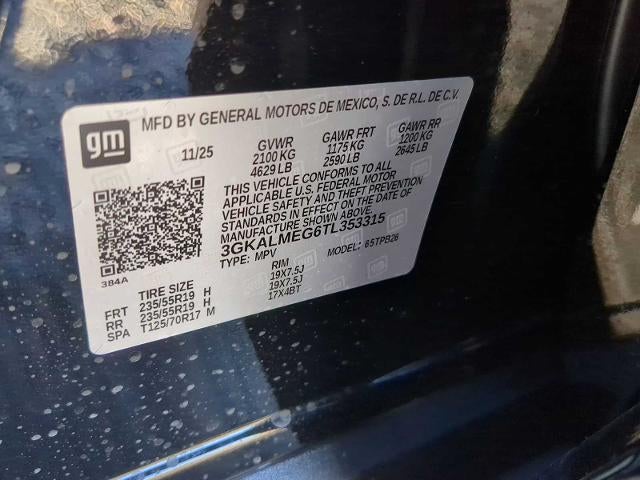 gm
MFD BY GENERAL MOTORS DE MEXICO, S. DE R.L. DE C.V.
11/25 GVWR GAWR FRT GAWR RR
2100 KG 1175 KG 1200 KG
4629 LB 2590 LB 2645 LB
THIS VEHICLE CONFORMS TO ALL
APPLICABLE U.S. FEDERAL MOTOR
VEHICLE SAFETY AND THEFT PREVENTION
STANDARDS IN EFFECT ON THE DATE OF
MANUFACTURE SHOWN ABOVE.
3GKALMEG6TL353315
TYPE: MPV MODEL: 85TPB26
384A
TIRE SIZE RIM
FRT 235/55R19 H 19X7.5J
RR 235/55R19 H 19X7.5J
SPA T125/70R17 M 17X4BT